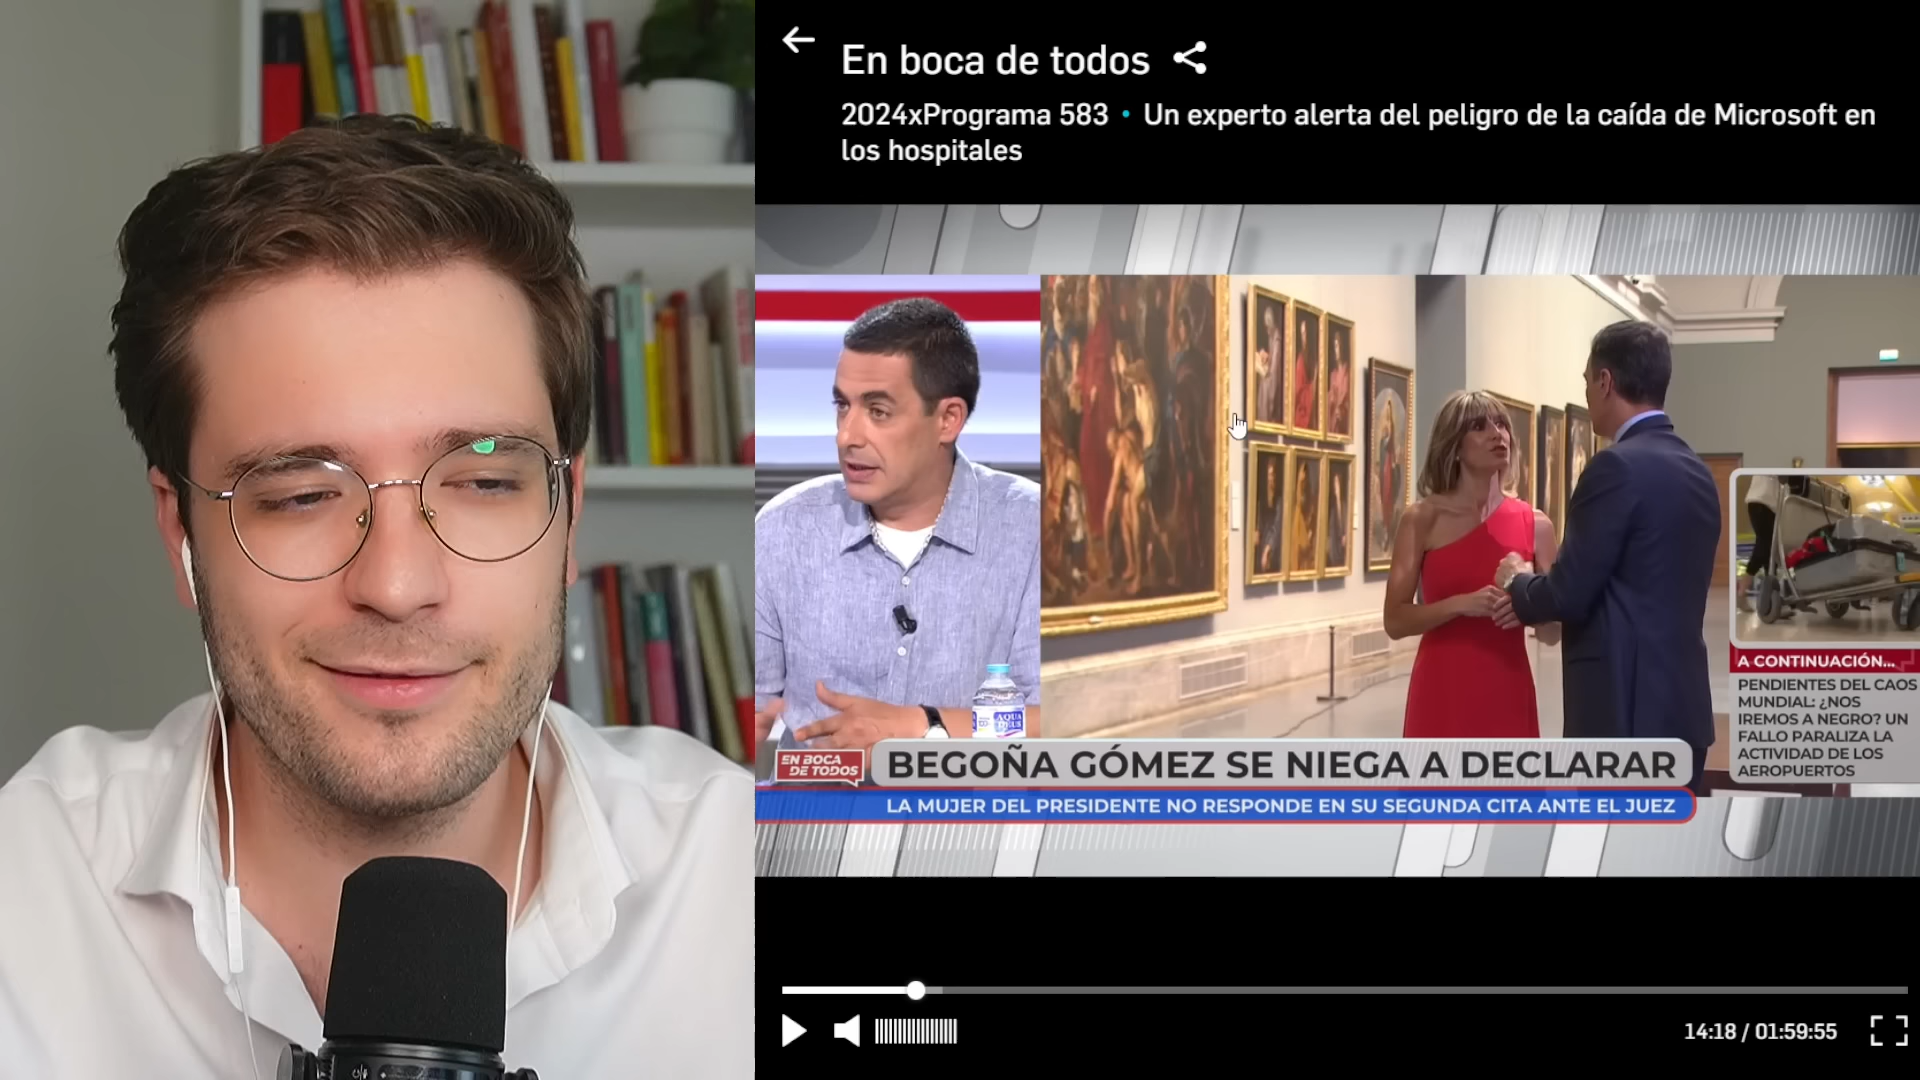 En boca de todos
2024xPrograma 583 • Un experto alerta del peligro de la caída de Microsoft en
los hospitales
A CONTINUACIÓN...
PENDIENTES DEL CAOS
MUNDIAL: ¿NOS
IREMOS A NEGRO? UN
FALLO PARALIZA LA
ACTIVIDAD DE LOS
AEROPUERTOS
AQUA
DEUS
EN BOCA
DE TODOS
BEGOÑA GÓMEZ SE NIEGA A DECLARAR
LA MUJER DEL PRESIDENTE NO RESPONDE EN SU SEGUNDA CITA ANTE EL JUEZ
14:18 / 01:59:55